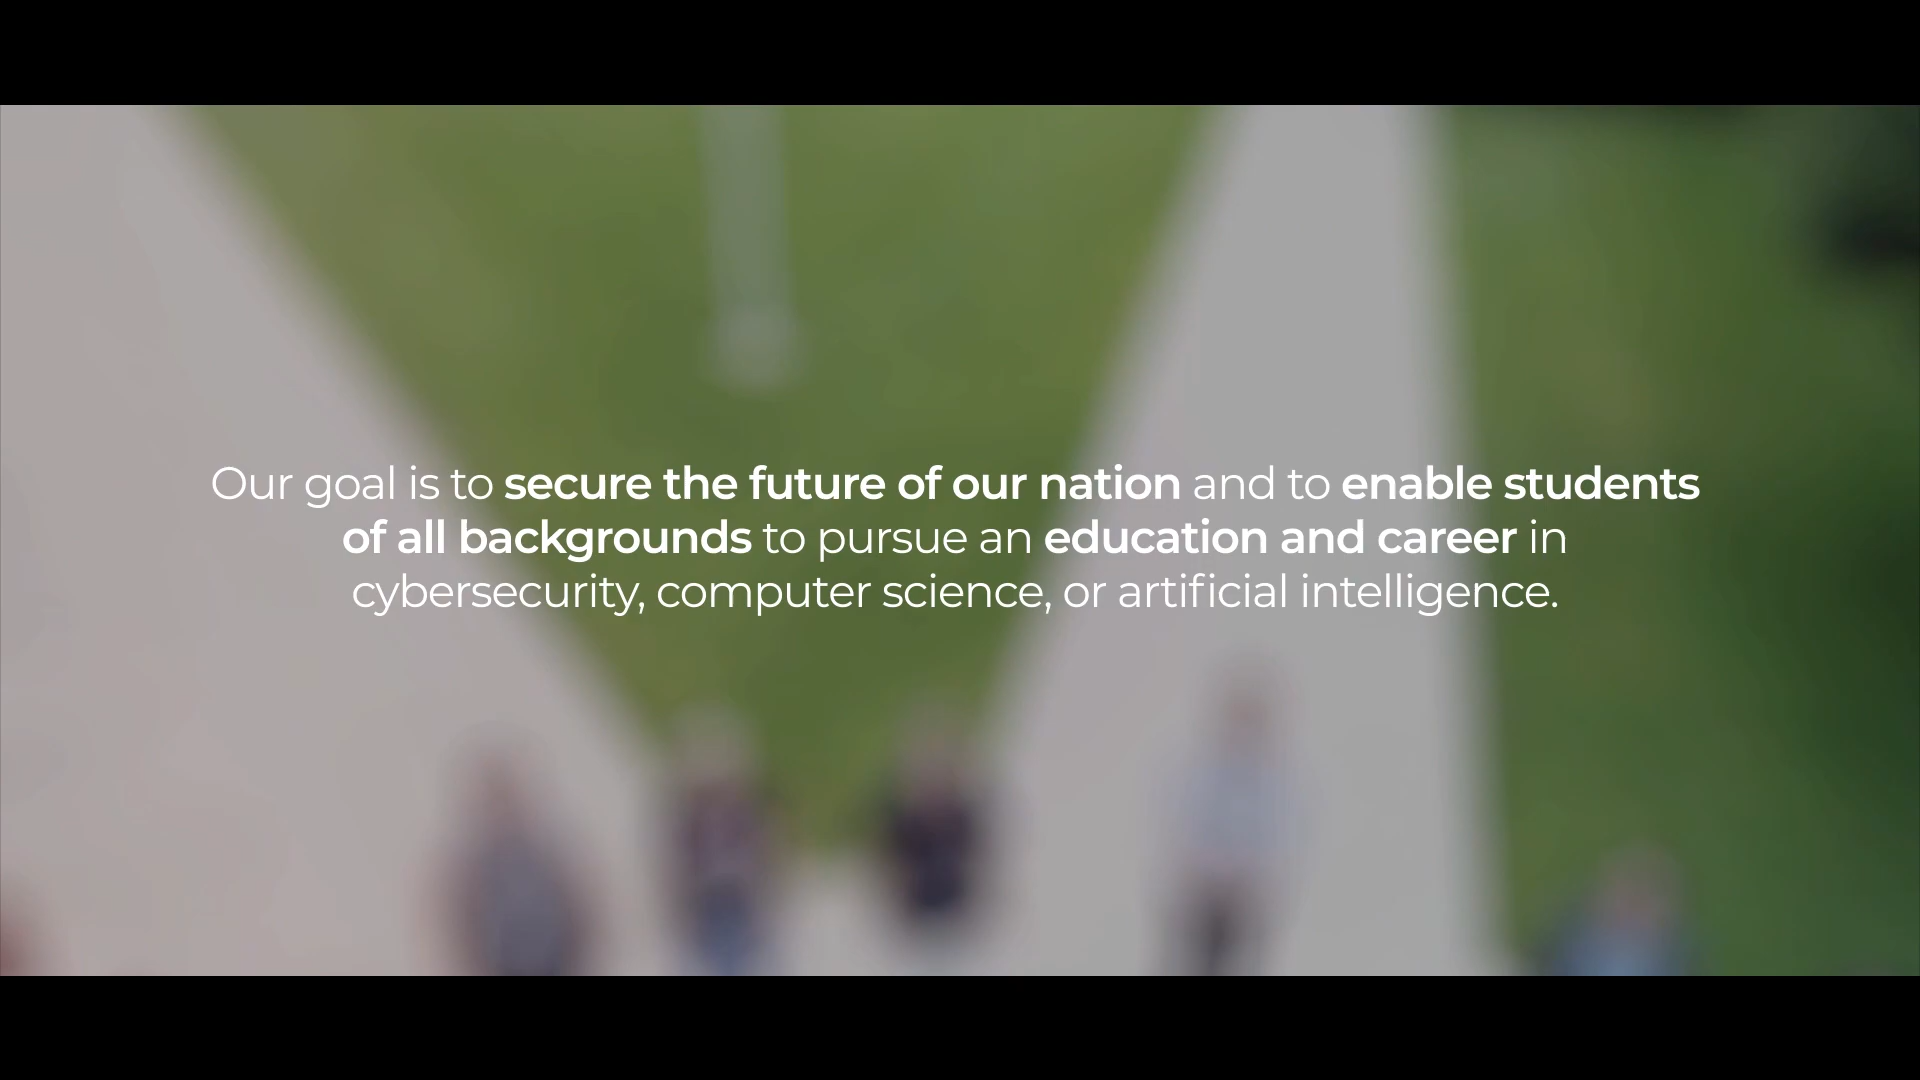 Our goal is to secure the future of our nation and to enable students
of all backgrounds to pursue an education and career in
cybersecurity, computer science, or artificial intelligence.